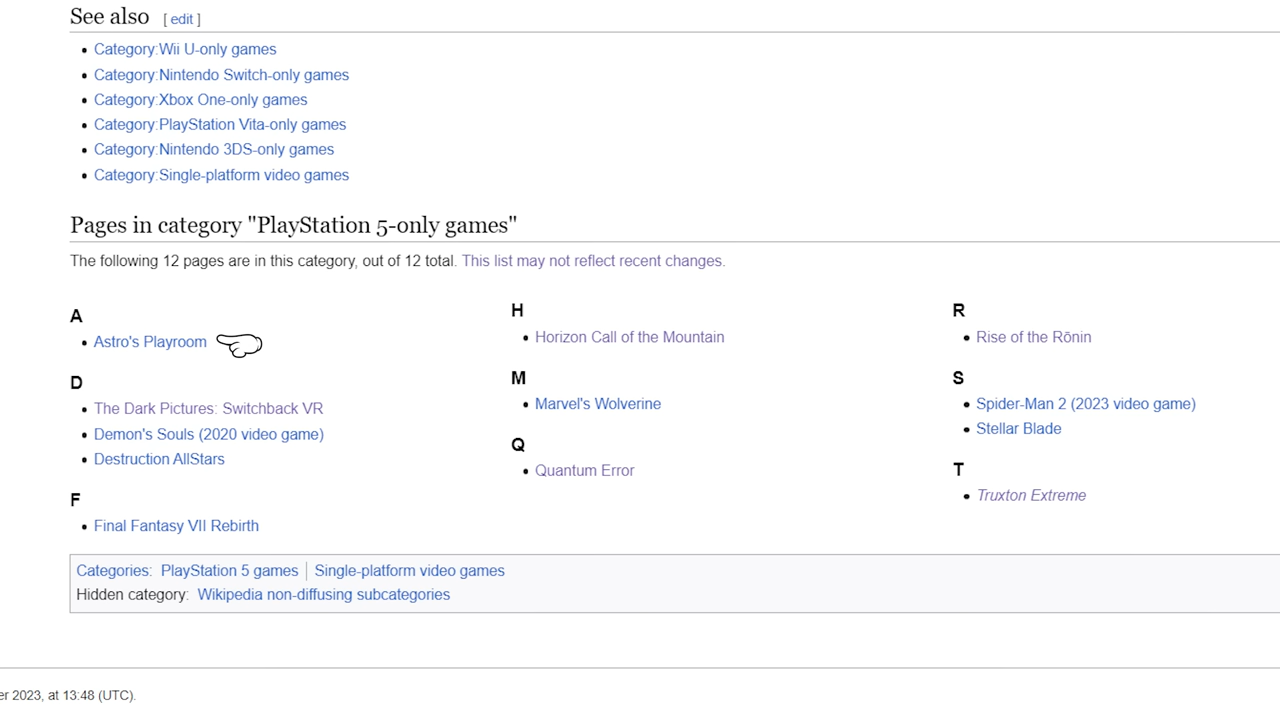 See also [ edit ]
Category:Wii U-only games
Category:Nintendo Switch-only games
Category:Xbox One-only games
Category:PlayStation Vita-only games
Category:Nintendo 3DS-only games
Category:Single-platform video games
Pages in category "PlayStation 5-only games"
The following 12 pages are in this category, out of 12 total. This list may not reflect recent changes.
A
Astro's Playroom
D
The Dark Pictures: Switchback VR
Demon's Souls (2020 video game)
Destruction AllStars
F
Final Fantasy VII Rebirth
H
Horizon Call of the Mountain
M
Marvel's Wolverine
Q
Quantum Error
R
Rise of the Rōnin
S
Spider-Man 2 (2023 video game)
Stellar Blade
T
Truxton Extreme
Categories: PlayStation 5 games | Single-platform video games
Hidden category: Wikipedia non-diffusing subcategories
er 2023, at 13:48 (UTC).